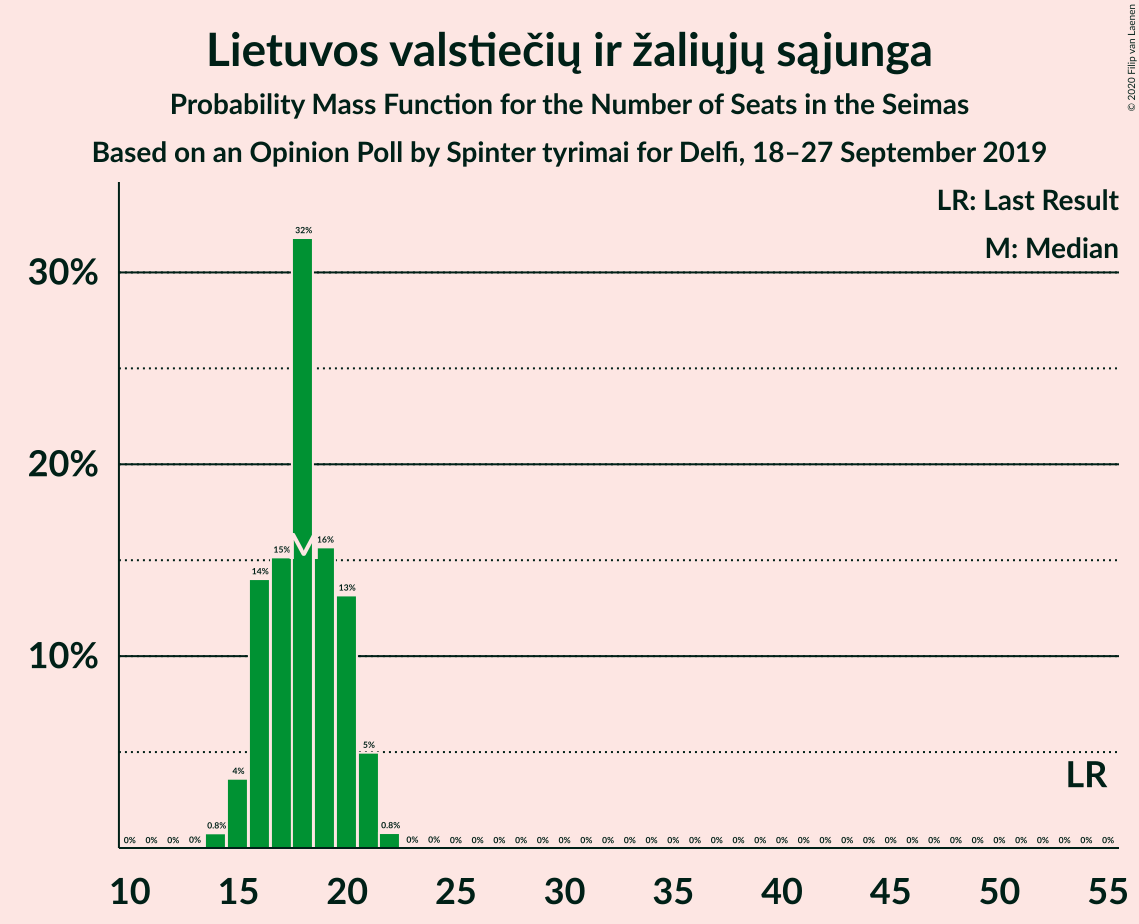 Lietuvos valstiečių ir žaliųjų sąjunga
Probability Mass Function for the Number of Seats in the Seimas
Based on an Opinion Poll by Spinter tyrimai for Delfi, 18–27 September 2019
© 2020 Filip van Laenen
LR: Last Result
M: Median
30%
20%
10%
0% 0% 0% 0% 0.8% 4% 14% 15% 32% 16% 13% 5% 0.8% 0% 0% 0% 0% 0% 0% 0% 0% 0% 0% 0% 0% 0% 0% 0% 0% 0% 0% 0% 0% 0% 0% 0% 0% 0% 0% 0% 0% 0% 0% 0% 0% 0%
M
LR
10 15 20 25 30 35 40 45 50 55